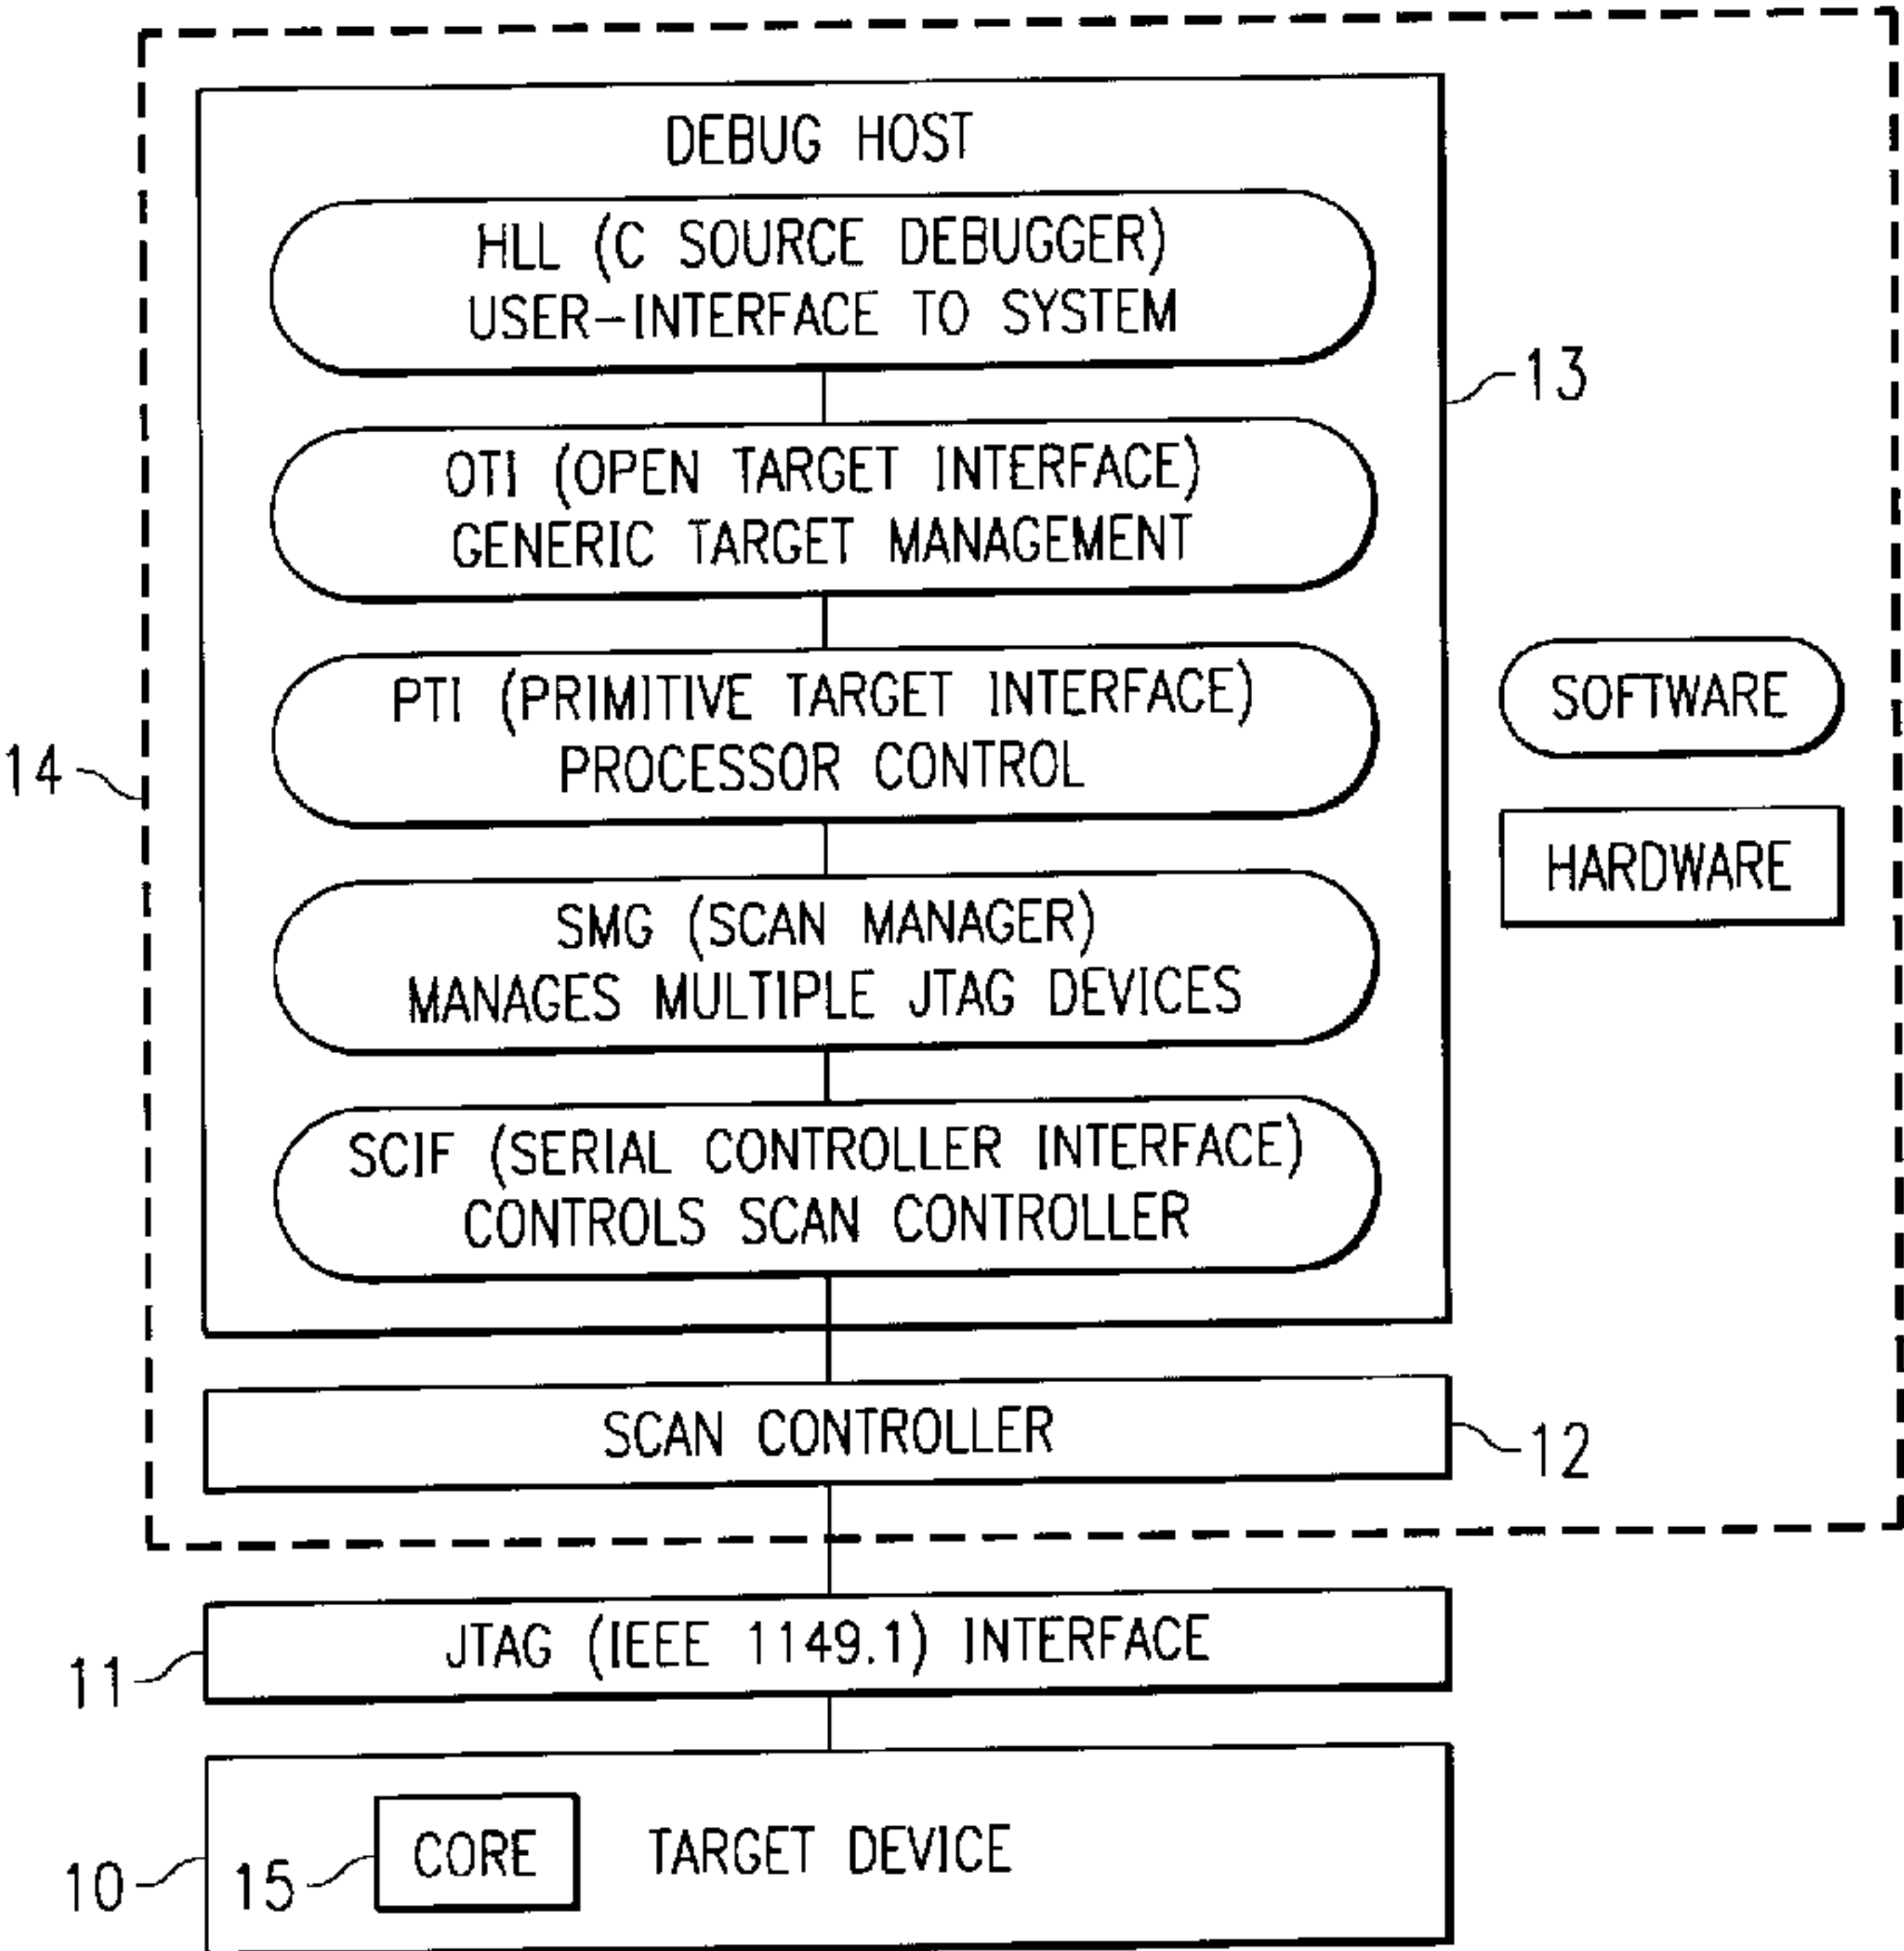 DEBUG HOST
HLL (C SOURCE DEBUGGER)
USER-INTERFACE TO SYSTEM
13
OTI (OPEN TARGET INTERFACE)
GENERIC TARGET MANAGEMENT
PTI (PRIMITIVE TARGET INTERFACE)
PROCESSOR CONTROL
SOFTWARE
14
HARDWARE
SMG (SCAN MANAGER)
MANAGES MULTIPLE JTAG DEVICES
SCIF (SERIAL CONTROLLER INTERFACE)
CONTROLS SCAN CONTROLLER
SCAN CONTROLLER
12
JTAG (IEEE 1149.1) INTERFACE
11
CORE
TARGET DEVICE
10
15